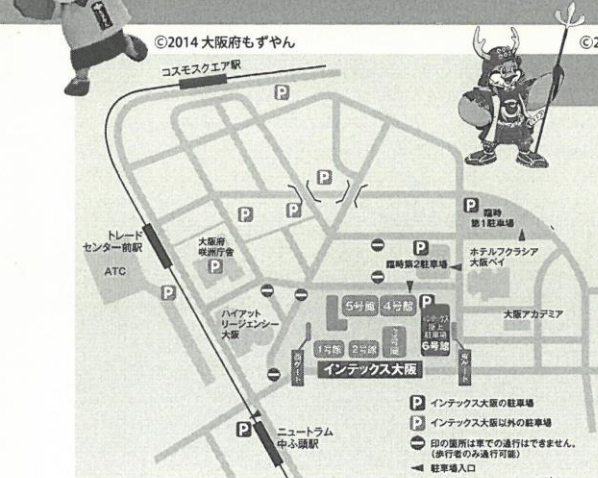 ©2014 大阪府もずやん
©2
コスモスクエア駅
P
P
P
P
P
臨時
第1駐車場
トレード
センター前駅
ATC
大阪府
咲洲庁舎
P
P
P
臨時第2駐車場
ホテルフクラシア
大阪ベイ
ハイアット
リージェンシー
大阪
5号館
4号館
P
インテックス
屋上
駐車場
6号館
大阪アカデミア
1号館
2号館
3号館
西ゲート
東ゲート
インテックス大阪
P インテックス大阪の駐車場
P インテックス大阪以外の駐車場
印の箇所は車での通行はできません。
(歩行者のみ通行可能)
駐車場入口
P
ニュートラム
中ふ頭駅